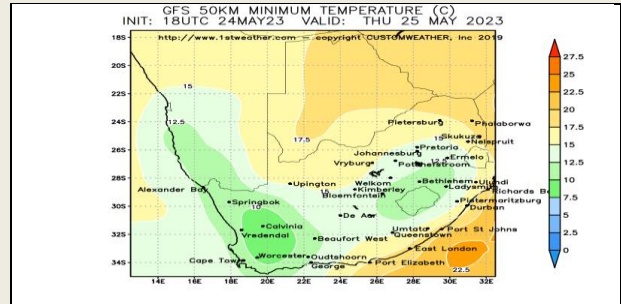 GFS 50KM MINIMUM TEMPERATURE (C)
INIT: 18UTC 24MAY23 VALID: THU 25 MAY 2023
http://www.1stweather.com — copyright CUSTOMWEATHER, Inc 2019
18S
20S
22S
24S
26S
28S
30S
32S
34S
15
12.5
17.5
Pietersburg
Phalaborwa
Skukuza
15
Nelspruit
Pretoria
Johannesburg
Ermelo
12.5
Vryburg
Potchefstroom
Alexander Bay
Upington
Welkom
Bethlehem
Ulundi
15
Kimberley
Ladysmith
Bloemfontein
Richards B
Springbok
Pietermaritzburg
10
De Aar
Durban
Calvinia
Vredendal
Umtata
Port St Johns
Beaufort West
Queenstown
East London
Worcester
Oudtshoorn
Cape Town
George
Port Elizabeth
22.5
14E 16E 18E 20E 22E 24E 26E 28E 30E 32E
27.5
25
22.5
20
17.5
15
12.5
10
7.5
5
2.5
0